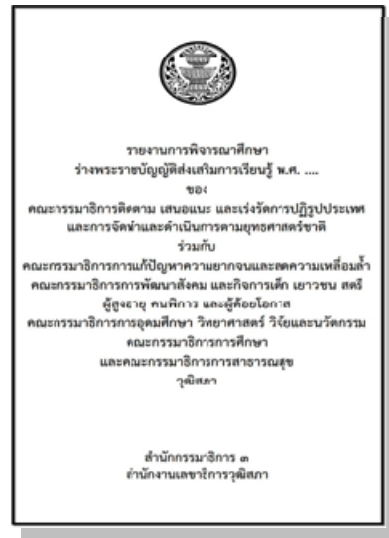 รายงานการพิจารณาศึกษา
ร่างพระราชบัญญัติส่งเสริมการเรียนรู้ พ.ศ. ....
ของ
คณะกรรมาธิการติดตาม เสนอแนะ และเร่งรัดการปฏิรูปประเทศ
และการจัดทำและดำเนินการตามยุทธศาสตร์ชาติ
ร่วมกับ
คณะกรรมาธิการการแก้ปัญหาความยากจนและลดความเหลื่อมล้ำ
คณะกรรมาธิการการพัฒนาสังคม และกิจการเด็ก เยาวชน สตรี
ผู้สูงอายุ คนพิการ และผู้ด้อยโอกาส
คณะกรรมาธิการการอุดมศึกษา วิทยาศาสตร์ วิจัยและนวัตกรรม
คณะกรรมาธิการการศึกษา
และคณะกรรมาธิการการสาธารณสุข
วุฒิสภา
สำนักกรรมาธิการ ๓
สำนักงานเลขาธิการวุฒิสภา